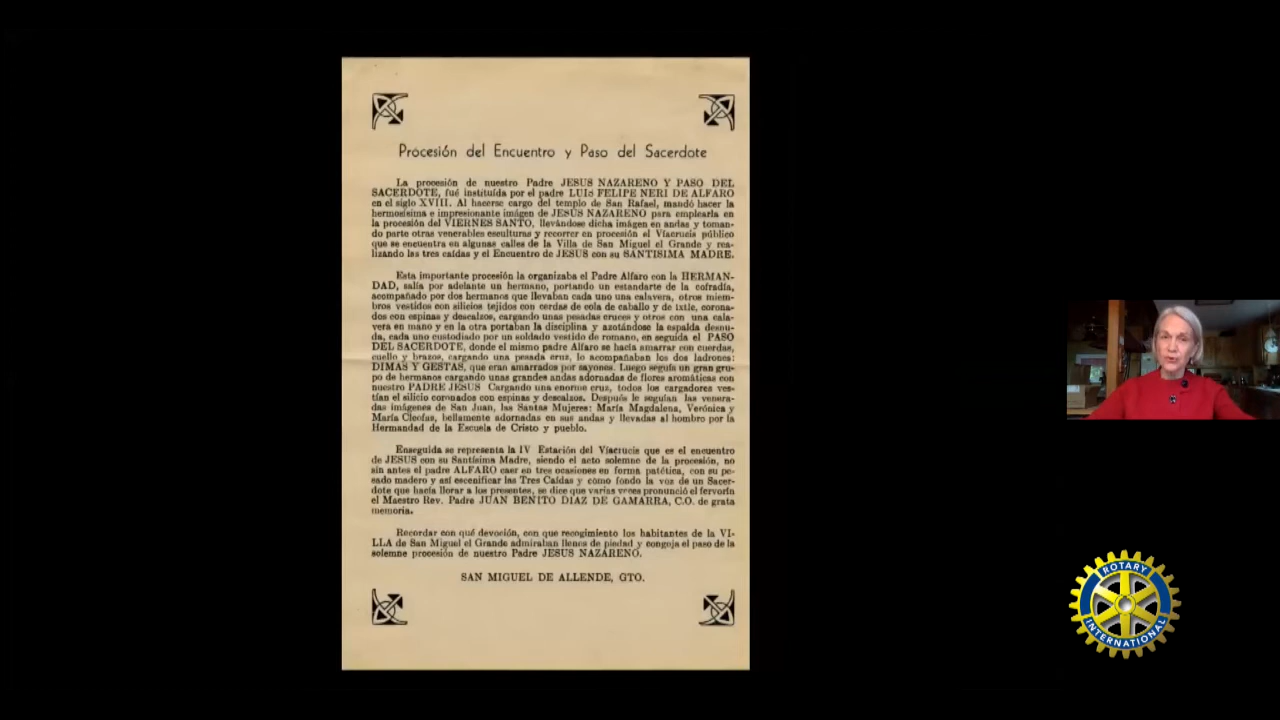 Procesión del Encuentro y Paso del Sacerdote
La procesión de nuestro Padre JESUS NAZARENO Y PASO DEL
SACERDOTE, fué instituída por el padre LUIS FELIPE NERI DE ALFARO
en el siglo XVIII. Al hacerse cargo del templo de San Rafael, mandó hacer la
hermosísima e impresionante imágen de JESUS NAZARENO para emplearla en
la procesión del VIERNES SANTO, llevándose dicha imágen en andas y toman-
do parte otras venerables esculturas y recorrer en procesión el Víacrucis público
que se encuentra en algunas calles de la Villa de San Miguel el Grande y rea-
lizando las tres caídas y el Encuentro de JESUS con su SANTISIMA MADRE.
Esta importante procesión la organizaba el Padre Alfaro con la HERMAN-
DAD, salía por adelante un hermano, portando un estandarte de la cofradía,
acompañado por dos hermanos que llevaban cada uno una calavera, otros miem-
bros vestidos con silicios tejidos con cerdas de cola de caballo y de ixtle, corona-
dos con espinas y descalzos, cargando unas pesadas cruces y otros con una cala-
vera en mano y en la otra portaban la disciplina y azotándose la espalda desnu-
da, cada uno custodiado por un soldado vestido de romano, en seguida el PASO
DEL SACERDOTE, donde el mismo padre Alfaro se hacía amarrar con cuerdas,
cuello y brazos, cargando una pesada cruz, lo acompañaban los dos ladrones:
DIMAS Y GESTAS, que eran amarrados por sayones. Luego seguía un gran gru-
po de hermanos cargando unas grandes andas adornadas de flores aromáticas con
nuestro PADRE JESUS Cargando una enorme cruz, todos los cargadores ves-
tían el silicio coronados con espinas y descalzos. Después le seguían las venera-
das imágenes de San Juan, las Santas Mujeres: María Magdalena, Verónica y
María Cleofas, bellamente adornadas en sus andas y llevadas al hombro por la
Hermandad de la Escuela de Cristo y pueblo.
Enseguida se representa la IV Estación del Víacrucis que es el encuentro
de JESUS con su Santísima Madre, siendo el acto solemne de la procesión, no
sin antes el padre ALFARO caer en tres ocasiones en forma patética, con su pe-
sado madero y así escenificar las Tres Caídas y como fondo la voz de un Sacer-
dote que hacía llorar a los presentes, se dice que varias veces pronunció el fervorín
el Maestro Rev. Padre JUAN BENITO DIAZ DE GAMARRA, C.O. de grata
memoria.
Recordar con qué devoción, con que recogimiento los habitantes de la VI-
LLA de San Miguel el Grande admiraban llenos de piedad y congoja el paso de la
solemne procesión de nuestro Padre JESUS NAZARENO.
SAN MIGUEL DE ALLENDE, GTO.
ROTARY
INTERNATIONAL